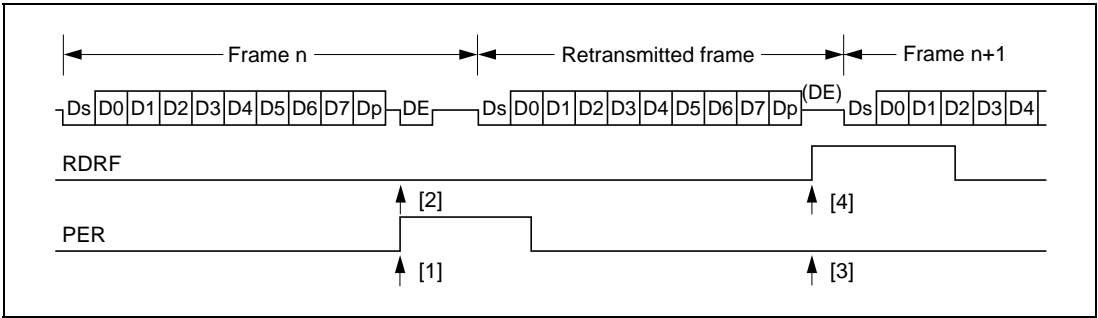 Frame n Retransmitted frame Frame n+1
Ds D0 D1 D2 D3 D4 D5 D6 D7 Dp DE Ds D0 D1 D2 D3 D4 D5 D6 D7 Dp (DE) Ds D0 D1 D2 D3 D4
RDRF
[2] [4]
PER
[1] [3]